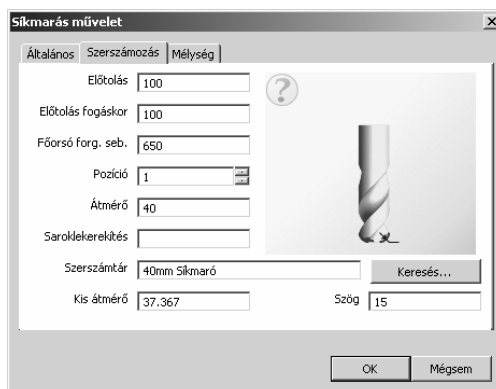 Síkmarás művelet
Általános Szerszámozás Mélység
Előtolás 100
Előtolás fogáskor 100
Főorsó forg. seb. 650
Pozíció 1
Átmérő 40
Saroklekerekítés
Szerszámtár 40mm Síkmaró Keresés...
Kis átmérő 37.367 Szög 15
OK Mégsem